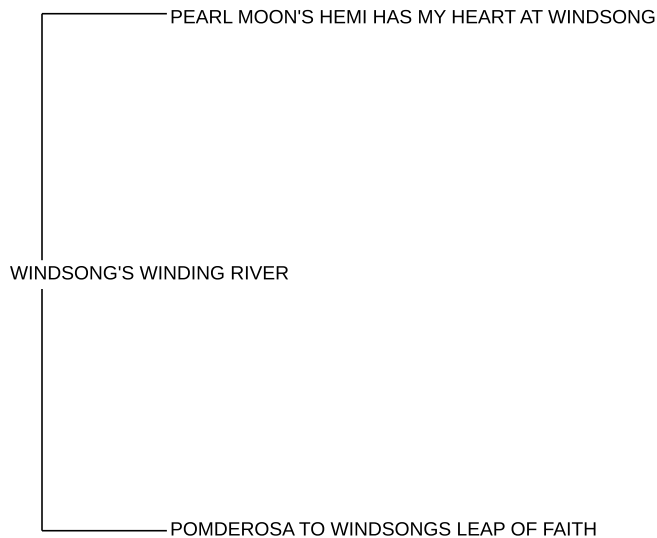 PEARL MOON'S HEMI HAS MY HEART AT WINDSONG
WINDSONG'S WINDING RIVER
POMDEROSA TO WINDSONGS LEAP OF FAITH